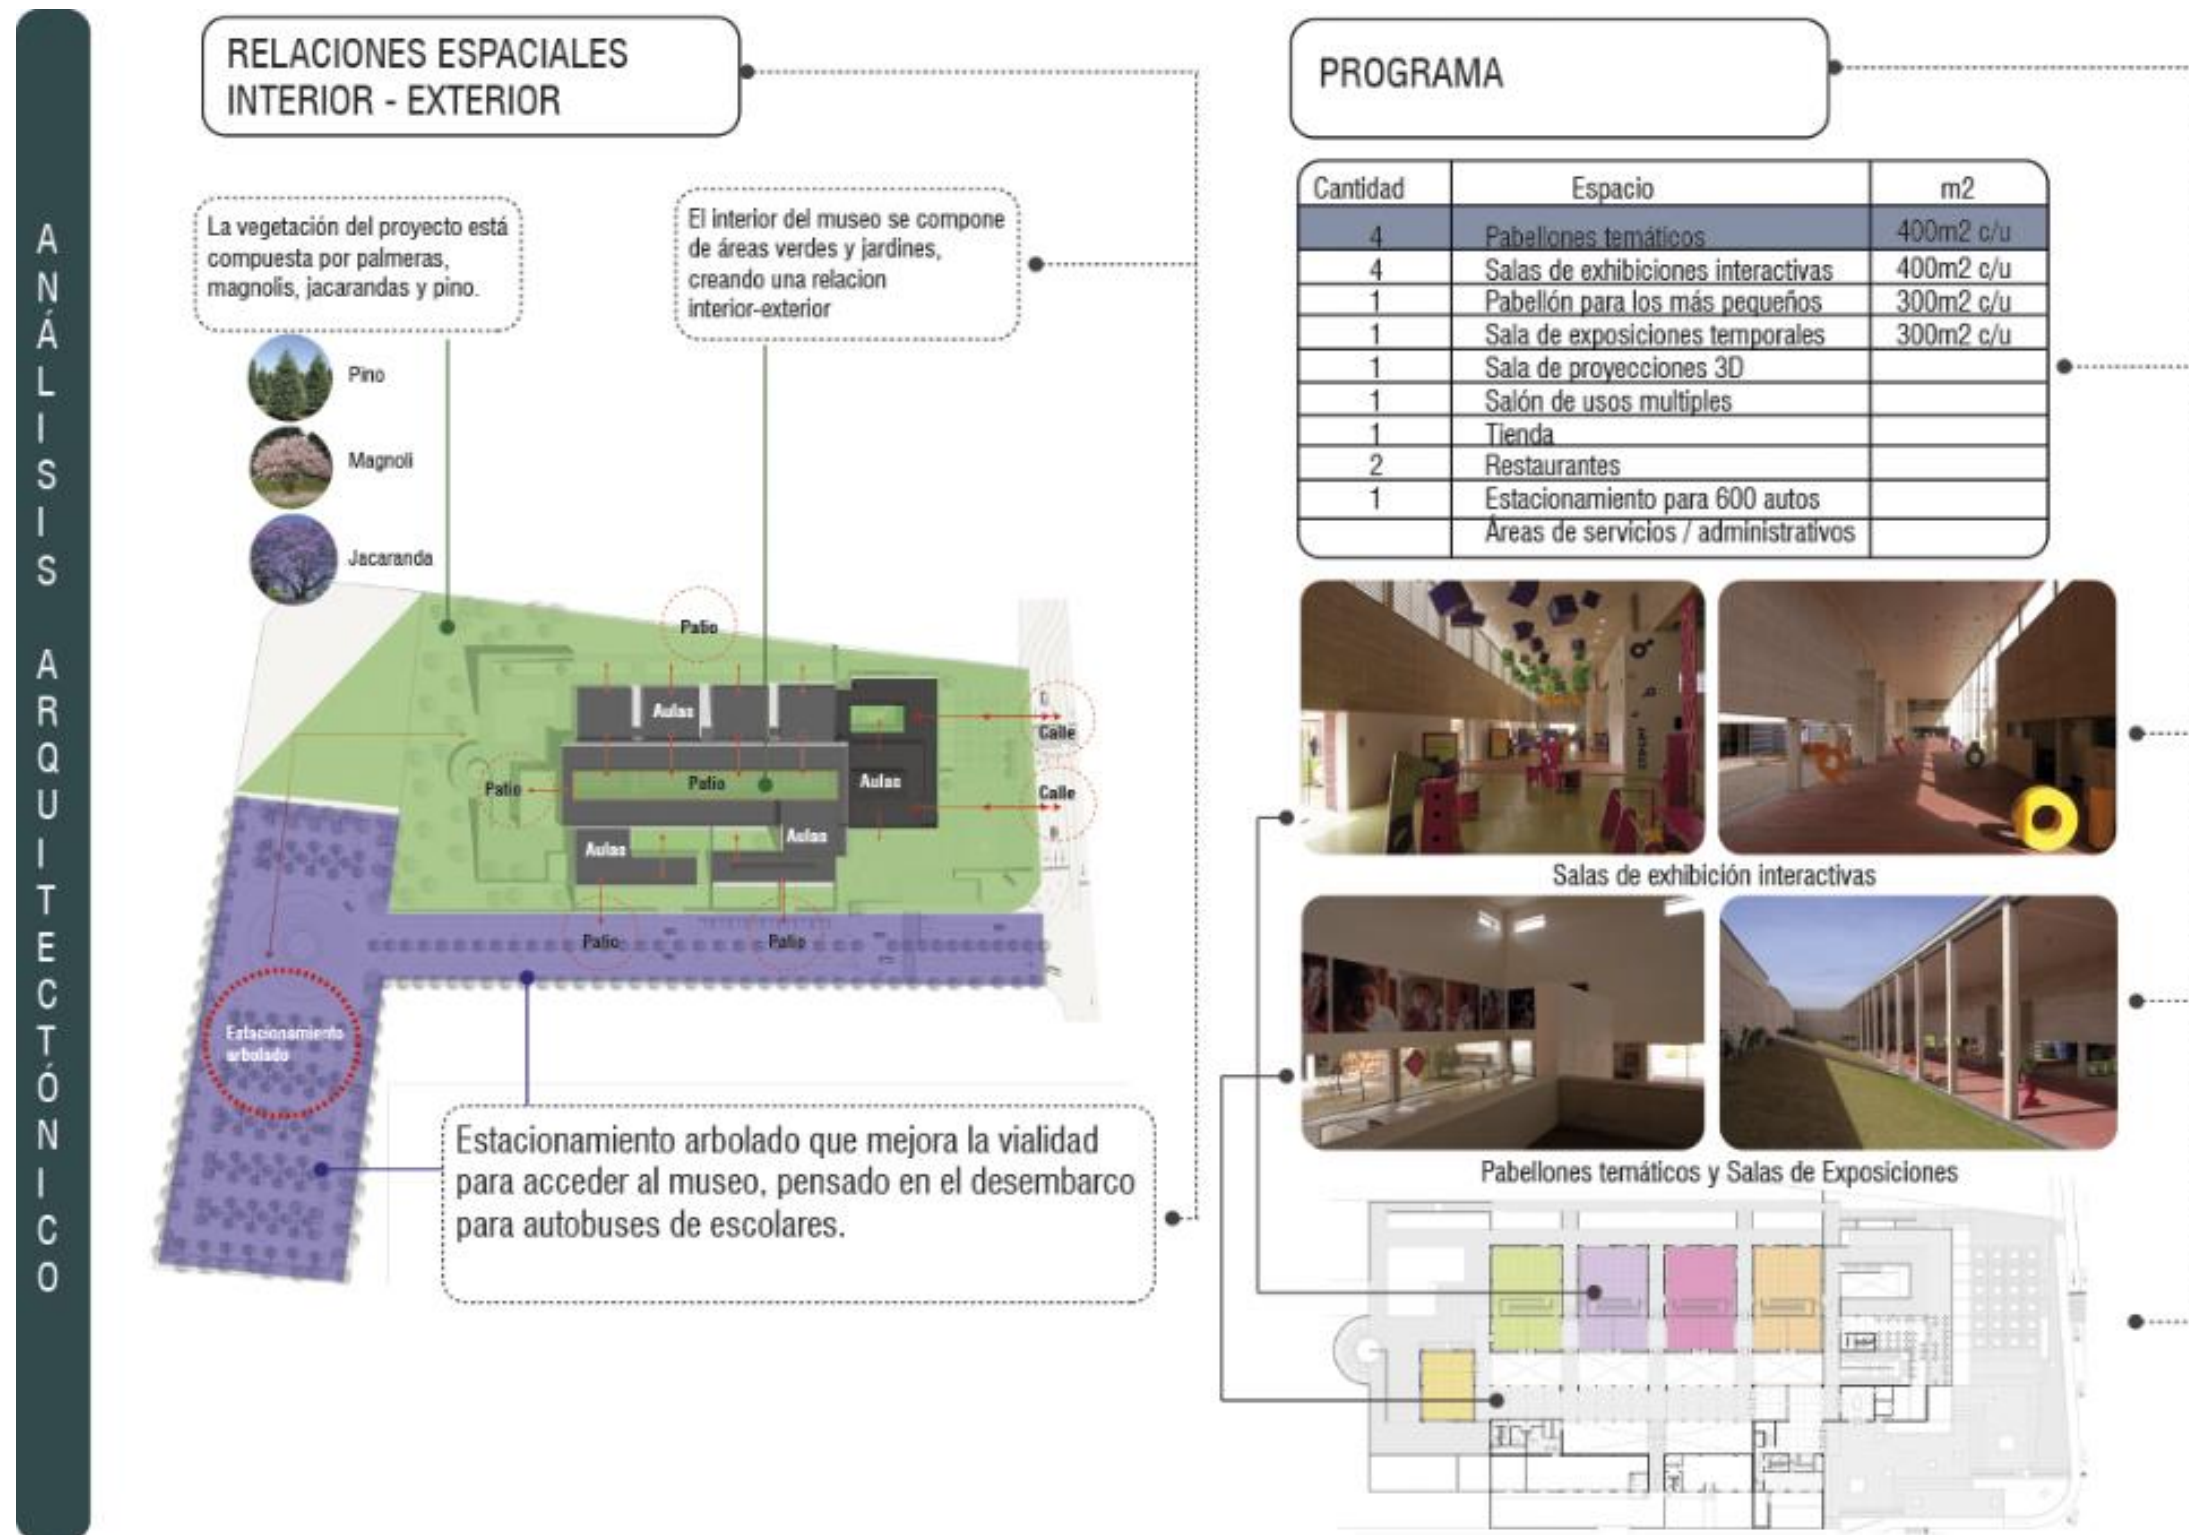 ANÁLISIS ARQUITECTÓNICO
RELACIONES ESPACIALES
INTERIOR - EXTERIOR
La vegetación del proyecto está
compuesta por palmeras,
magnolis, jacarandas y pino.
El interior del museo se compone
de áreas verdes y jardines,
creando una relacion
interior-exterior
Pino
Magnoli
Jacaranda
Patio
Aulas
Calle
Patio
Patio
Aulas
Calle
Aulas
Aulas
Patio
Patio
Estacionamiento
arbolado
Estacionamiento arbolado que mejora la vialidad
para acceder al museo, pensado en el desembarco
para autobuses de escolares.
PROGRAMA
Cantidad Espacio m2
4 Pabellones temáticos 400m2 c/u
4 Salas de exhibiciones interactivas 400m2 c/u
1 Pabellón para los más pequeños 300m2 c/u
1 Sala de exposiciones temporales 300m2 c/u
1 Sala de proyecciones 3D
1 Salón de usos multiples
1 Tienda
2 Restaurantes
1 Estacionamiento para 600 autos
Áreas de servicios / administrativos
Salas de exhibición interactivas
Pabellones temáticos y Salas de Exposiciones